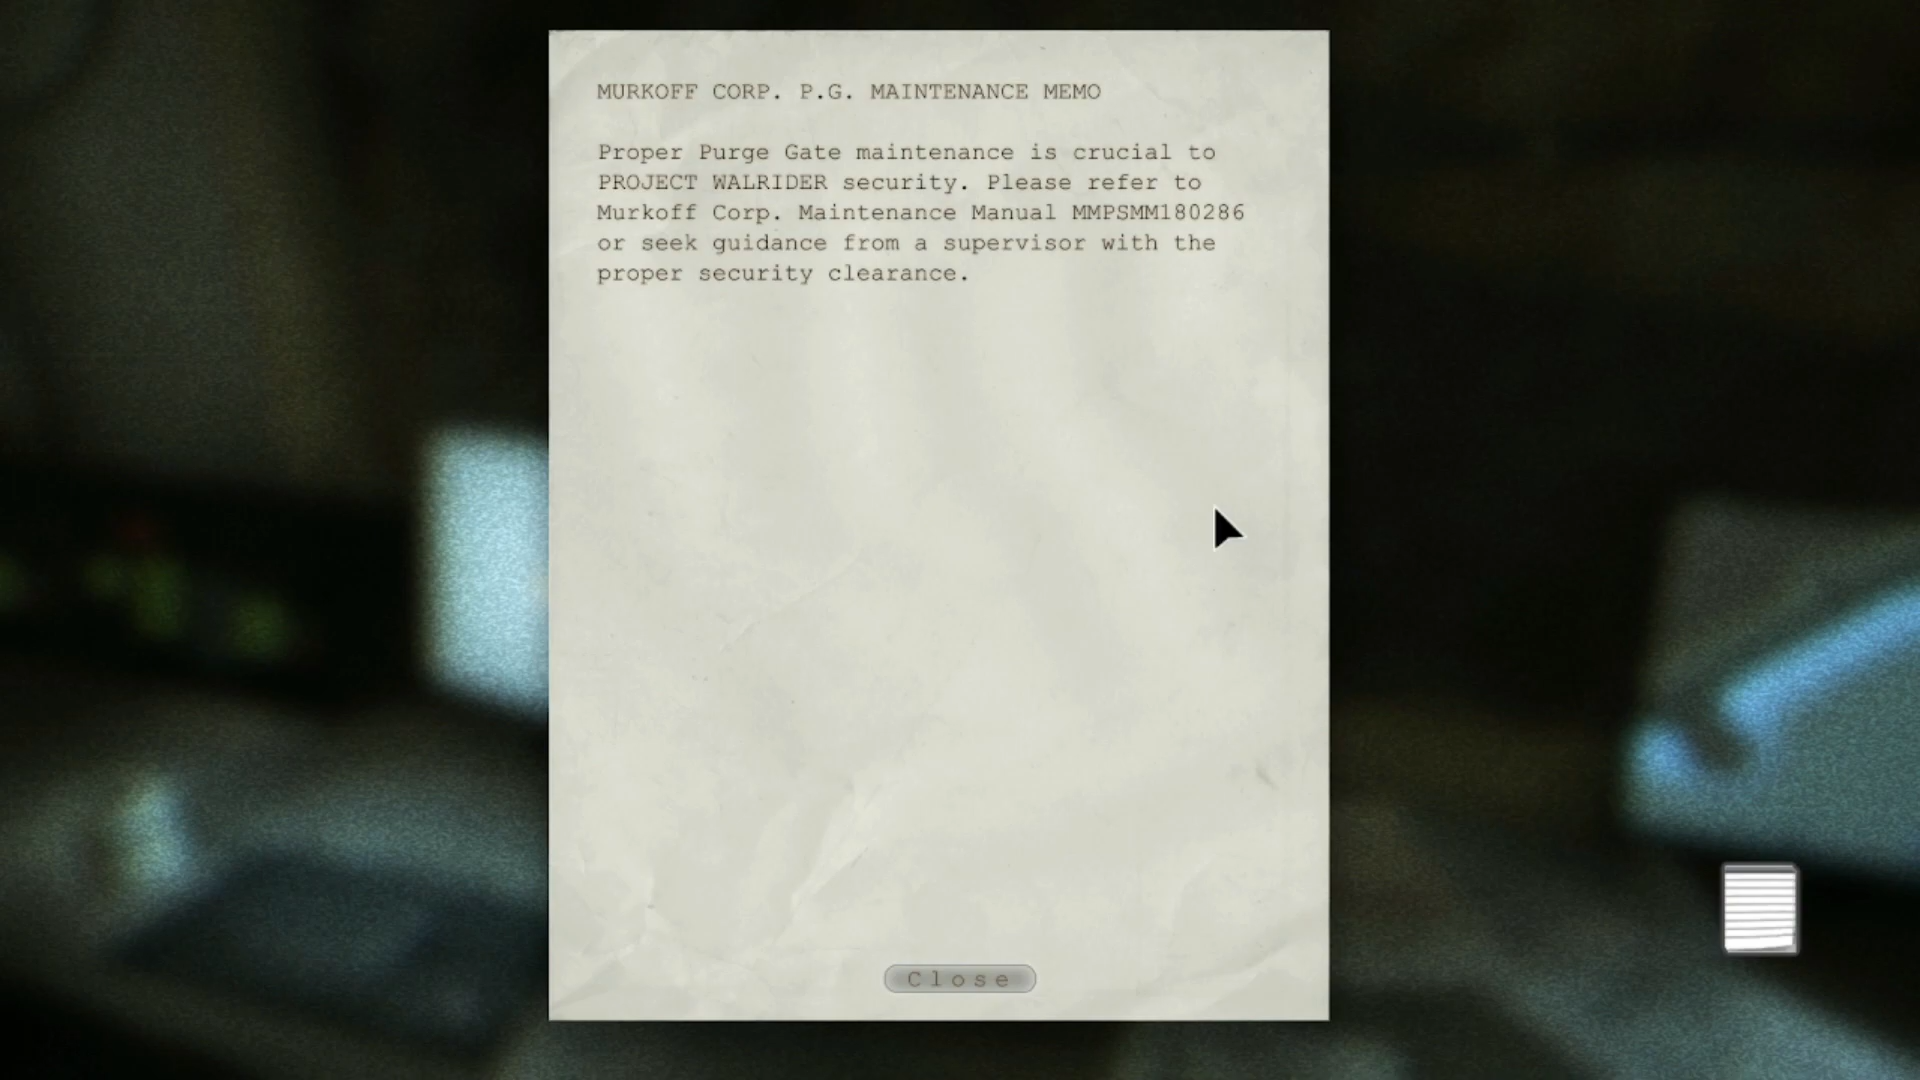 MURKOFF CORP. P.G. MAINTENANCE MEMO
Proper Purge Gate maintenance is crucial to
PROJECT WALRIDER security. Please refer to
Murkoff Corp. Maintenance Manual MMPSMM180286
or seek guidance from a supervisor with the
proper security clearance.
Close